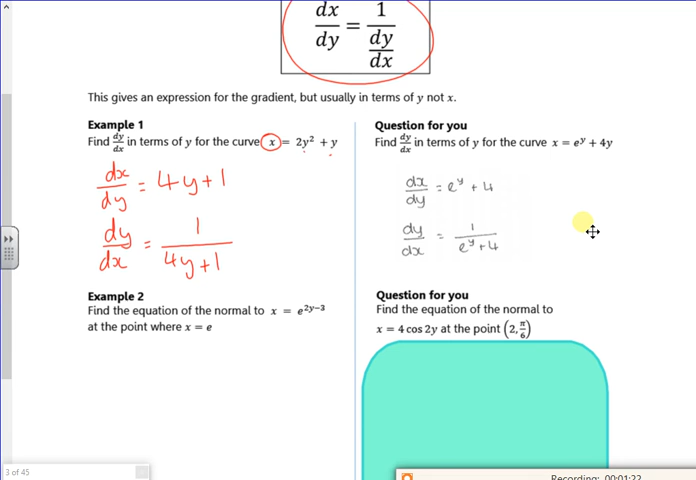 dx/dy = 1/(dy/dx)
This gives an expression for the gradient, but usually in terms of y not x.
Example 1
Find dy/dx in terms of y for the curve x = 2y² + y
dx/dy = 4y+1
dy/dx = 1/(4y+1)
Question for you
Find dy/dx in terms of y for the curve x = e^y + 4y
dx/dy = e^y + 4
dy/dx = 1/(e^y+4)
Example 2
Find the equation of the normal to x = e^(2y−3)
at the point where x = e
Question for you
Find the equation of the normal to
x = 4 cos 2y at the point (2, π/6)
3 of 45
Recording: 00:01:22